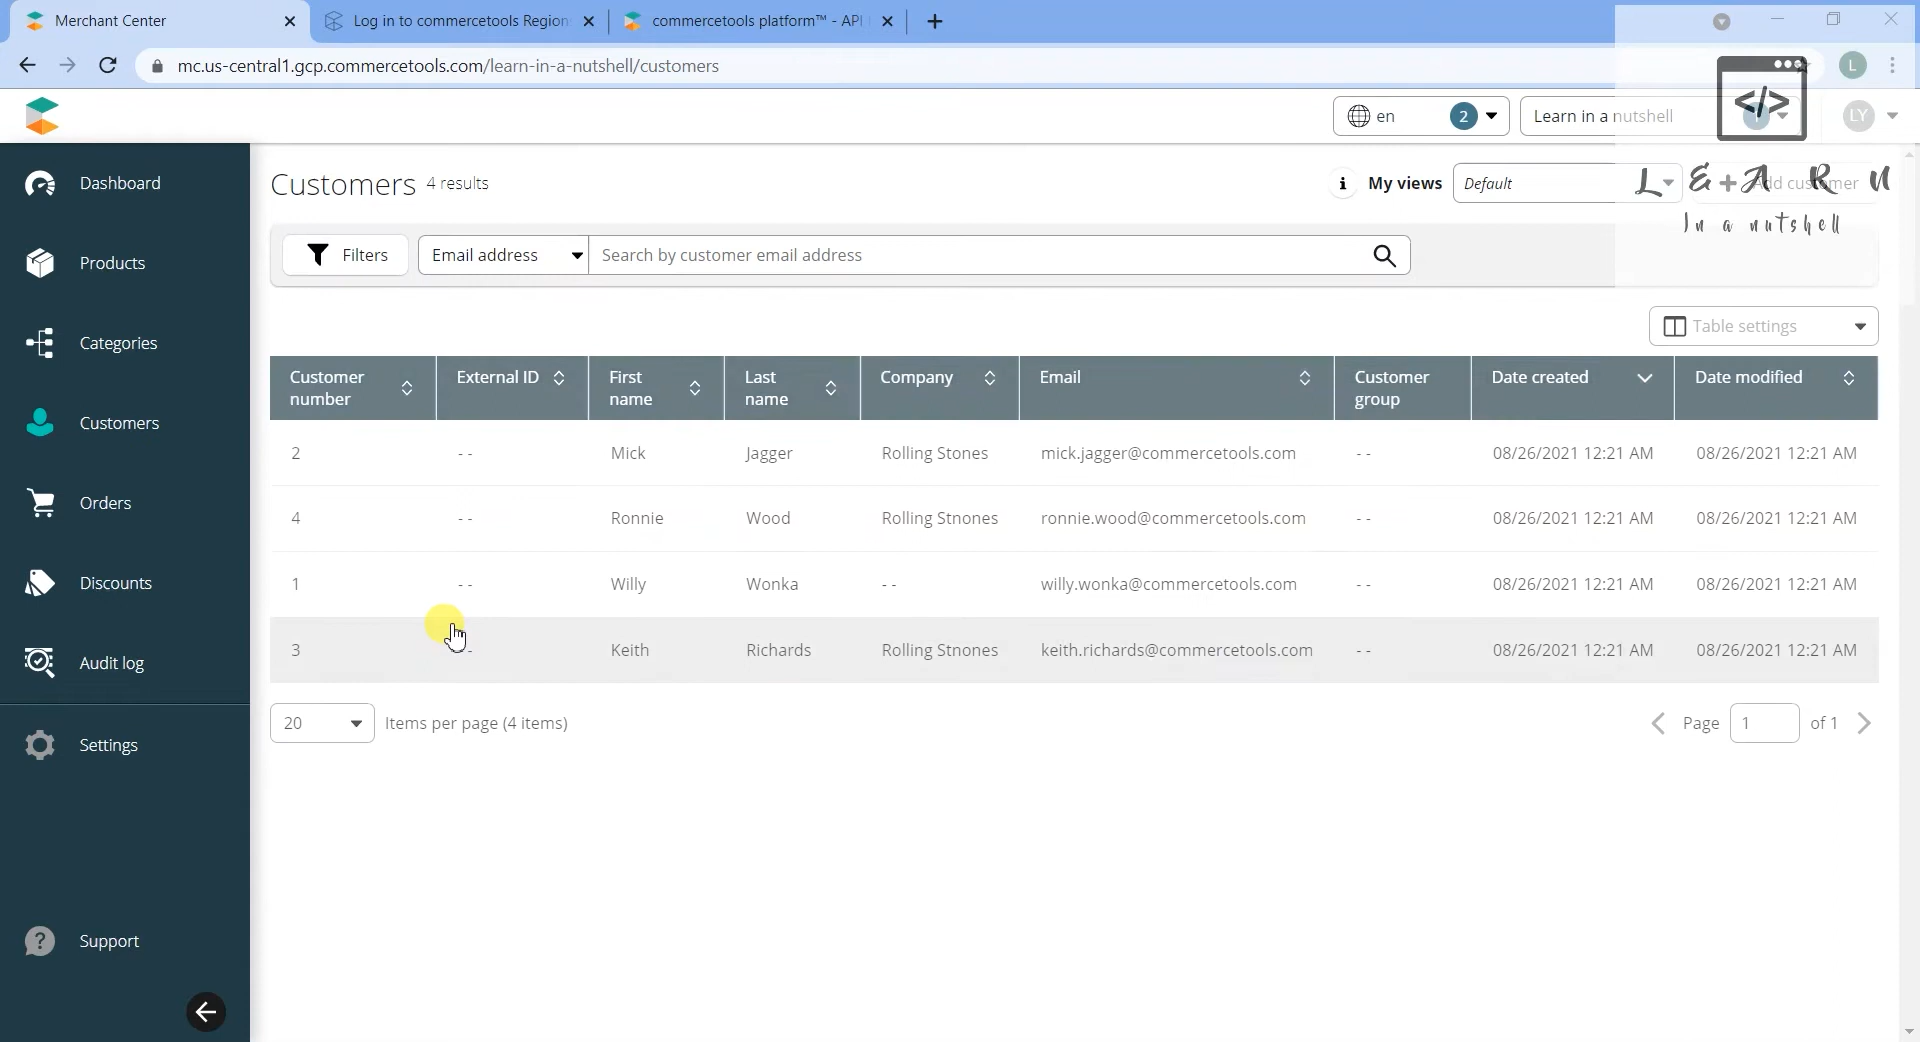 Merchant Center
Log in to commercetools Region
commercetools platform™ - API
mc.us-central1.gcp.commercetools.com/learn-in-a-nutshell/customers
L
en 2
Learn in a nutshell
LY
</>
LEARN
In a nutshell
Dashboard
Products
Categories
Customers
Orders
Discounts
Audit log
Settings
Support
Customers 4 results
My views Default
Add customer
Filters Email address Search by customer email address
Table settings
Customer number External ID First name Last name Company Email Customer group Date created Date modified
2 - - Mick Jagger Rolling Stones mick.jagger@commercetools.com - - 08/26/2021 12:21 AM 08/26/2021 12:21 AM
4 - - Ronnie Wood Rolling Stnones ronnie.wood@commercetools.com - - 08/26/2021 12:21 AM 08/26/2021 12:21 AM
1 - - Willy Wonka - - willy.wonka@commercetools.com - - 08/26/2021 12:21 AM 08/26/2021 12:21 AM
3 - - Keith Richards Rolling Stnones keith.richards@commercetools.com - - 08/26/2021 12:21 AM 08/26/2021 12:21 AM
20 Items per page (4 items)
Page 1 of 1